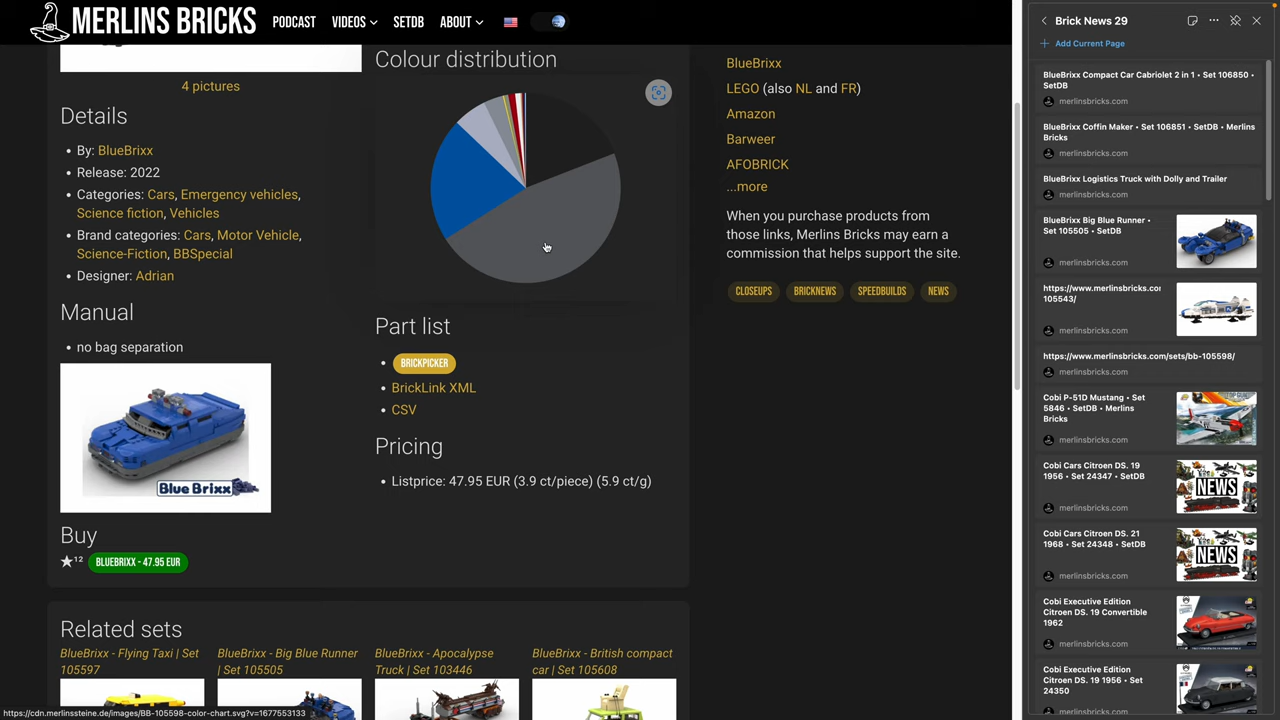 MERLINS BRICKS
PODCAST
VIDEOS
SETDB
ABOUT
4 pictures
Details
By: BlueBrixx
Release: 2022
Categories: Cars, Emergency vehicles,
Science fiction, Vehicles
Brand categories: Cars, Motor Vehicle,
Science-Fiction, BBSpecial
Designer: Adrian
Manual
no bag separation
Blue Brixx
Buy
★12 BLUEBRIXX - 47.95 EUR
Colour distribution
Part list
BRICKPICKER
BrickLink XML
CSV
Pricing
Listprice: 47.95 EUR (3.9 ct/piece) (5.9 ct/g)
BlueBrixx
LEGO (also NL and FR)
Amazon
Barweer
AFOBRICK
...more
When you purchase products from
those links, Merlins Bricks may earn a
commission that helps support the site.
CLOSEUPS
BRICKNEWS
SPEEDBUILDS
NEWS
Related sets
BlueBrixx - Flying Taxi | Set
105597
BlueBrixx - Big Blue Runner
| Set 105505
BlueBrixx - Apocalypse
Truck | Set 103446
BlueBrixx - British compact
car | Set 105608
https://cdn.merlinssteine.de/images/BB-105598-color-chart.svg?v=1677553133
Brick News 29
Add Current Page
BlueBrixx Compact Car Cabriolet 2 in 1 • Set 106850 •
SetDB
merlinsbricks.com
BlueBrixx Coffin Maker • Set 106851 • SetDB • Merlins
Bricks
merlinsbricks.com
BlueBrixx Logistics Truck with Dolly and Trailer
merlinsbricks.com
BlueBrixx Big Blue Runner •
Set 105505 • SetDB
merlinsbricks.com
https://www.merlinsbricks.cor
105543/
merlinsbricks.com
https://www.merlinsbricks.com/sets/bb-105598/
merlinsbricks.com
Cobi P-51D Mustang • Set
5846 • SetDB • Merlins
Bricks
merlinsbricks.com
Cobi Cars Citroen DS. 19
1956 • Set 24347 • SetDB
merlinsbricks.com
NEWS
Cobi Cars Citroen DS. 21
1968 • Set 24348 • SetDB
merlinsbricks.com
NEWS
Cobi Executive Edition
Citroen DS. 19 Convertible
1962
merlinsbricks.com
Cobi Executive Edition
Citroen DS. 19 1956 • Set
24350
merlinsbricks.com